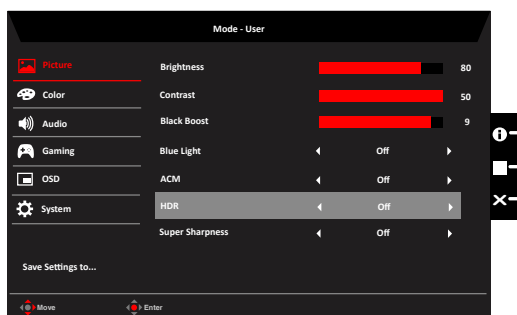 Mode - User
Picture
Brightness 80
Color
Contrast 50
Audio
Black Boost 9
Gaming
Blue Light Off
OSD
ACM Off
System
HDR Off
Super Sharpness Off
Save Settings to...
Move Enter